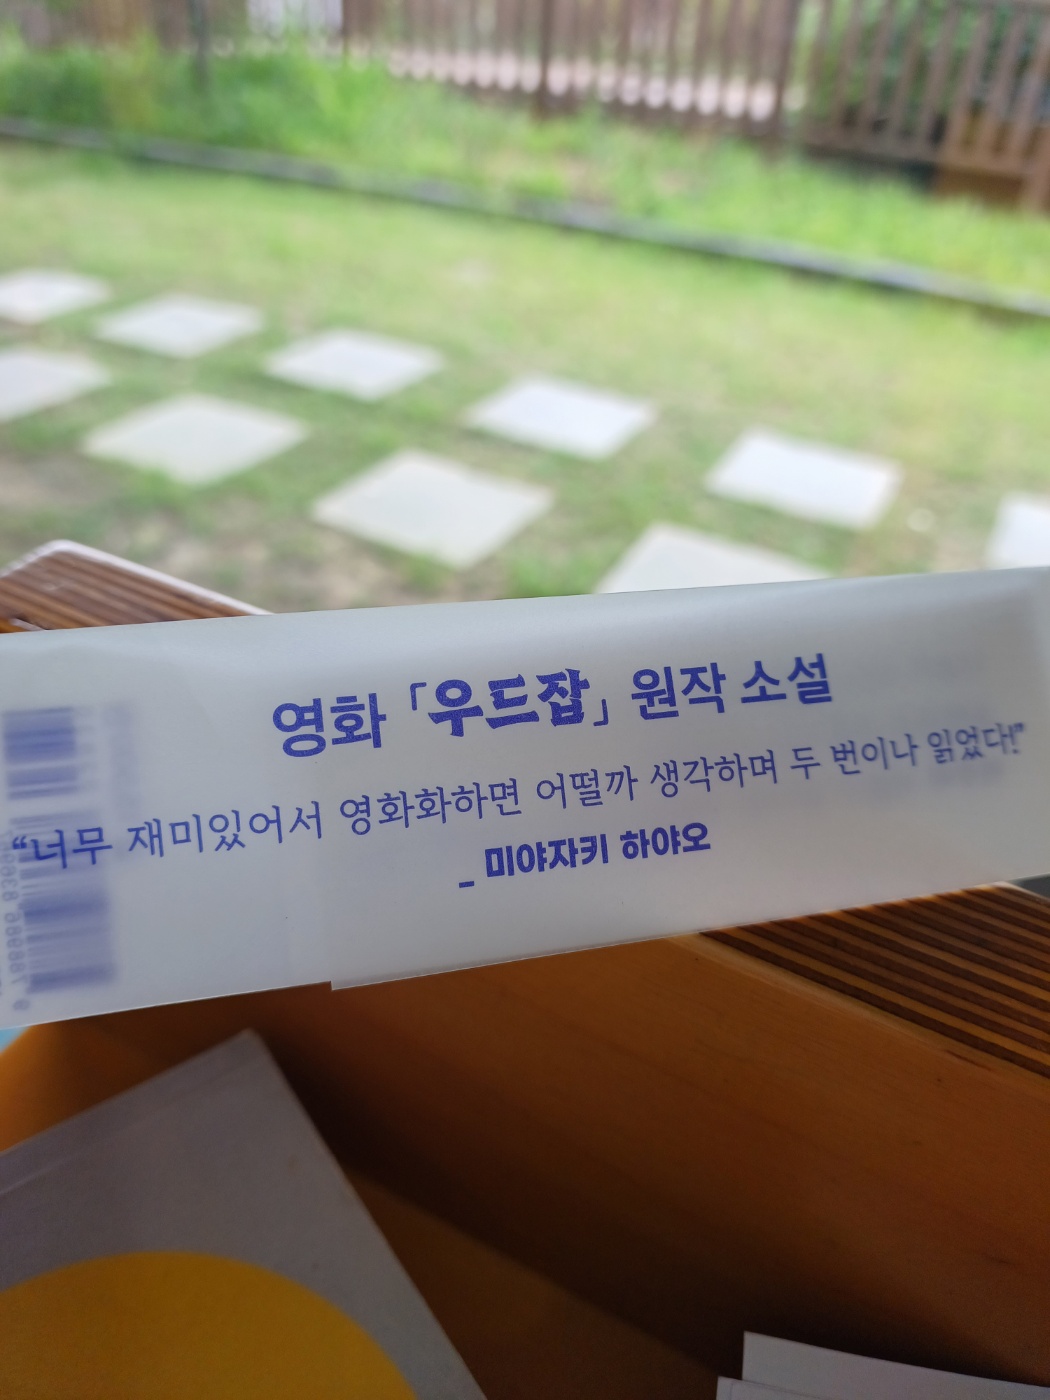 영화 「우드잡」 원작 소설
“너무 재미있어서 영화화하면 어떨까 생각하며 두 번이나 읽었다!”
_ 미야자키 하야오